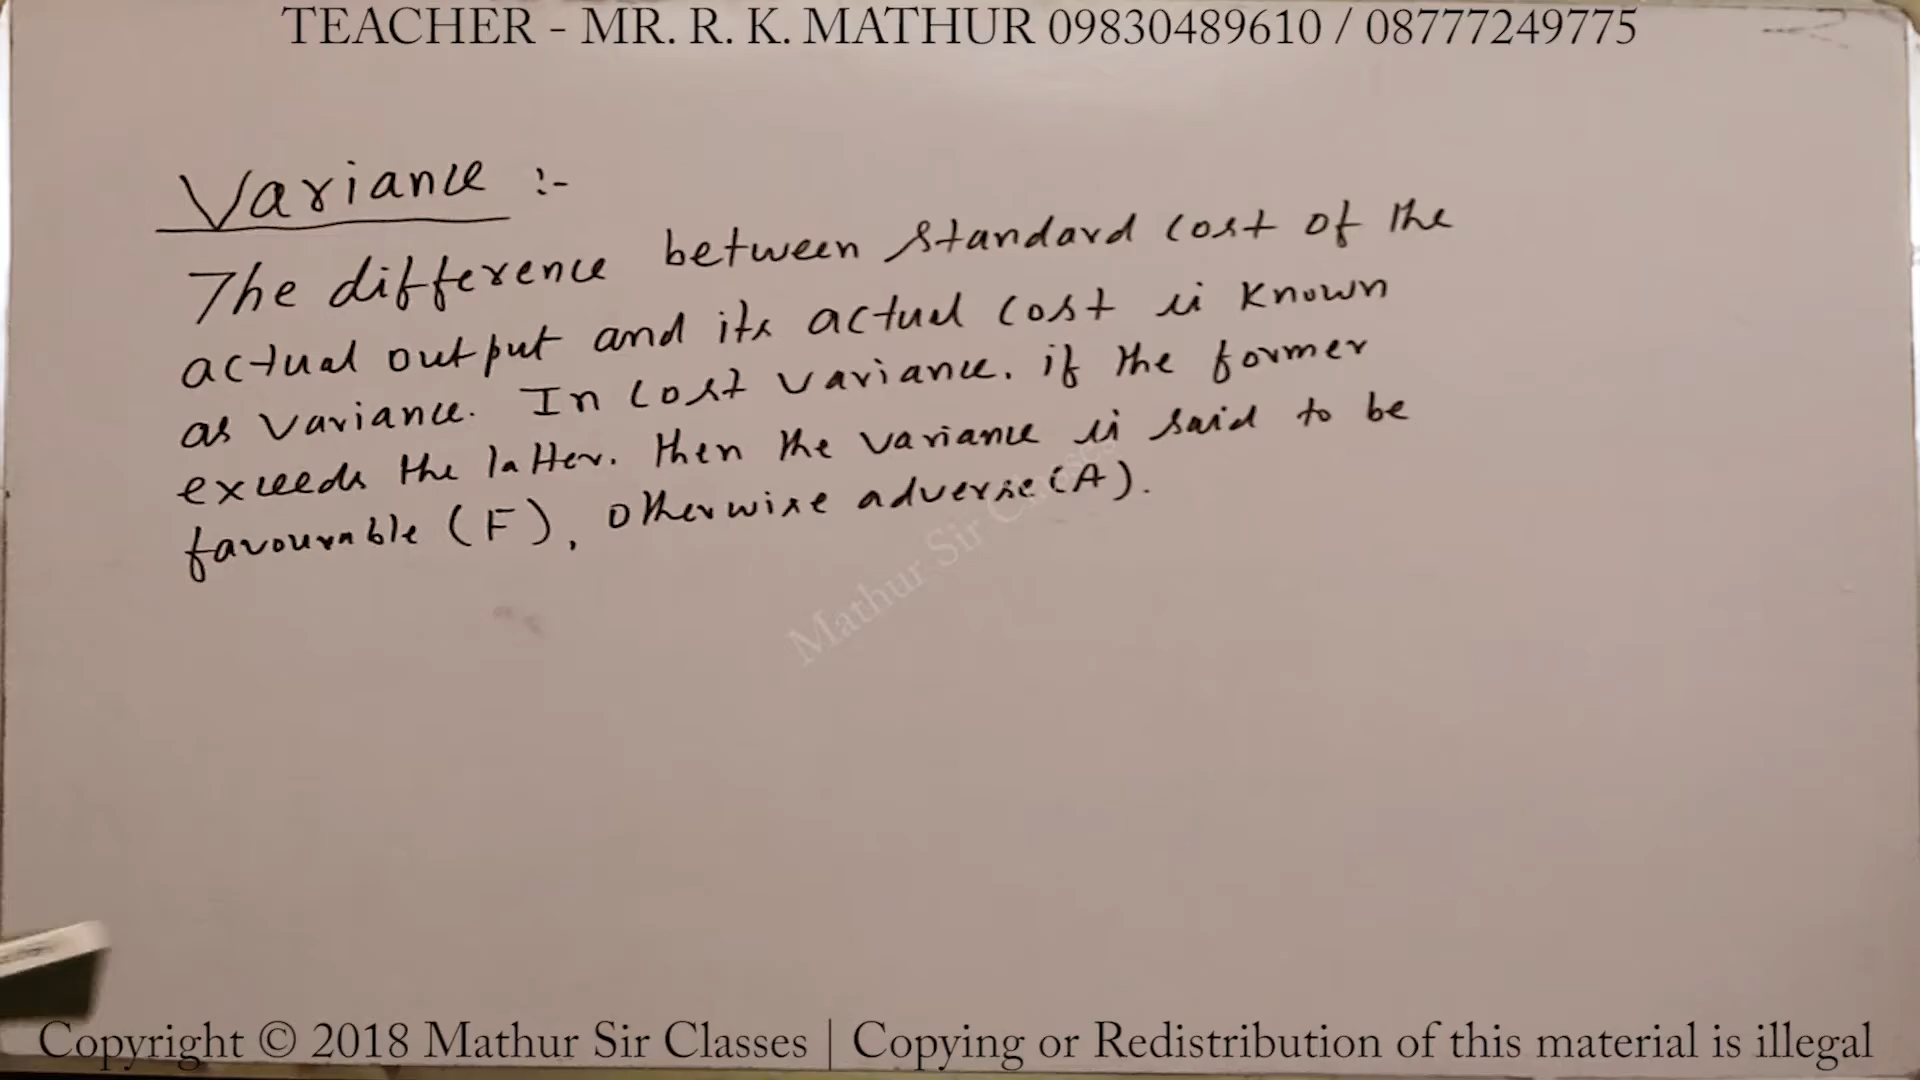 TEACHER - MR. R. K. MATHUR 09830489610 / 08777249775
Variance :-
The difference between standard cost of the
actual output and its actual cost is known
as variance. In cost variance. if the former
exceeds the latter. then the variance is said to be
favourable (F), otherwise adverse (A).
Mathur Sir Classes
Copyright © 2018 Mathur Sir Classes | Copying or Redistribution of this material is illegal